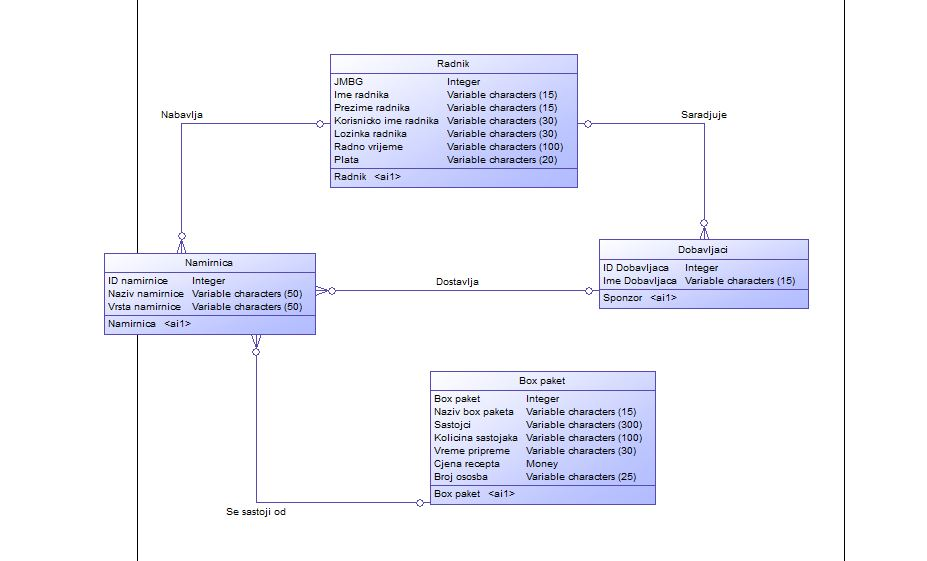 Radnik
JMBG Integer
Ime radnika Variable characters (15)
Prezime radnika Variable characters (15)
Korisnicko ime radnika Variable characters (30)
Lozinka radnika Variable characters (30)
Radno vrijeme Variable characters (100)
Plata Variable characters (20)
Radnik <ai1>
Nabavlja
Saradjuje
Namirnica
ID namirnice Integer
Naziv namirnice Variable characters (50)
Vrsta namirnice Variable characters (50)
Namirnica <ai1>
Dostavlja
Dobavljaci
ID Dobavljaca Integer
Ime Dobavljaca Variable characters (15)
Sponzor <ai1>
Box paket
Box paket Integer
Naziv box paketa Variable characters (15)
Sastojci Variable characters (300)
Kolicina sastojaka Variable characters (100)
Vreme pripreme Variable characters (30)
Cjena recepta Money
Broj ososba Variable characters (25)
Box paket <ai1>
Se sastoji od